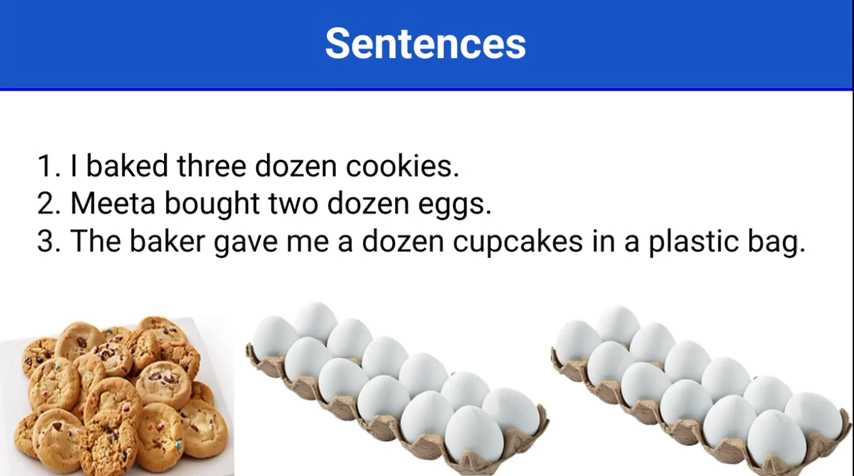 Sentences
1. I baked three dozen cookies.
2. Meeta bought two dozen eggs.
3. The baker gave me a dozen cupcakes in a plastic bag.